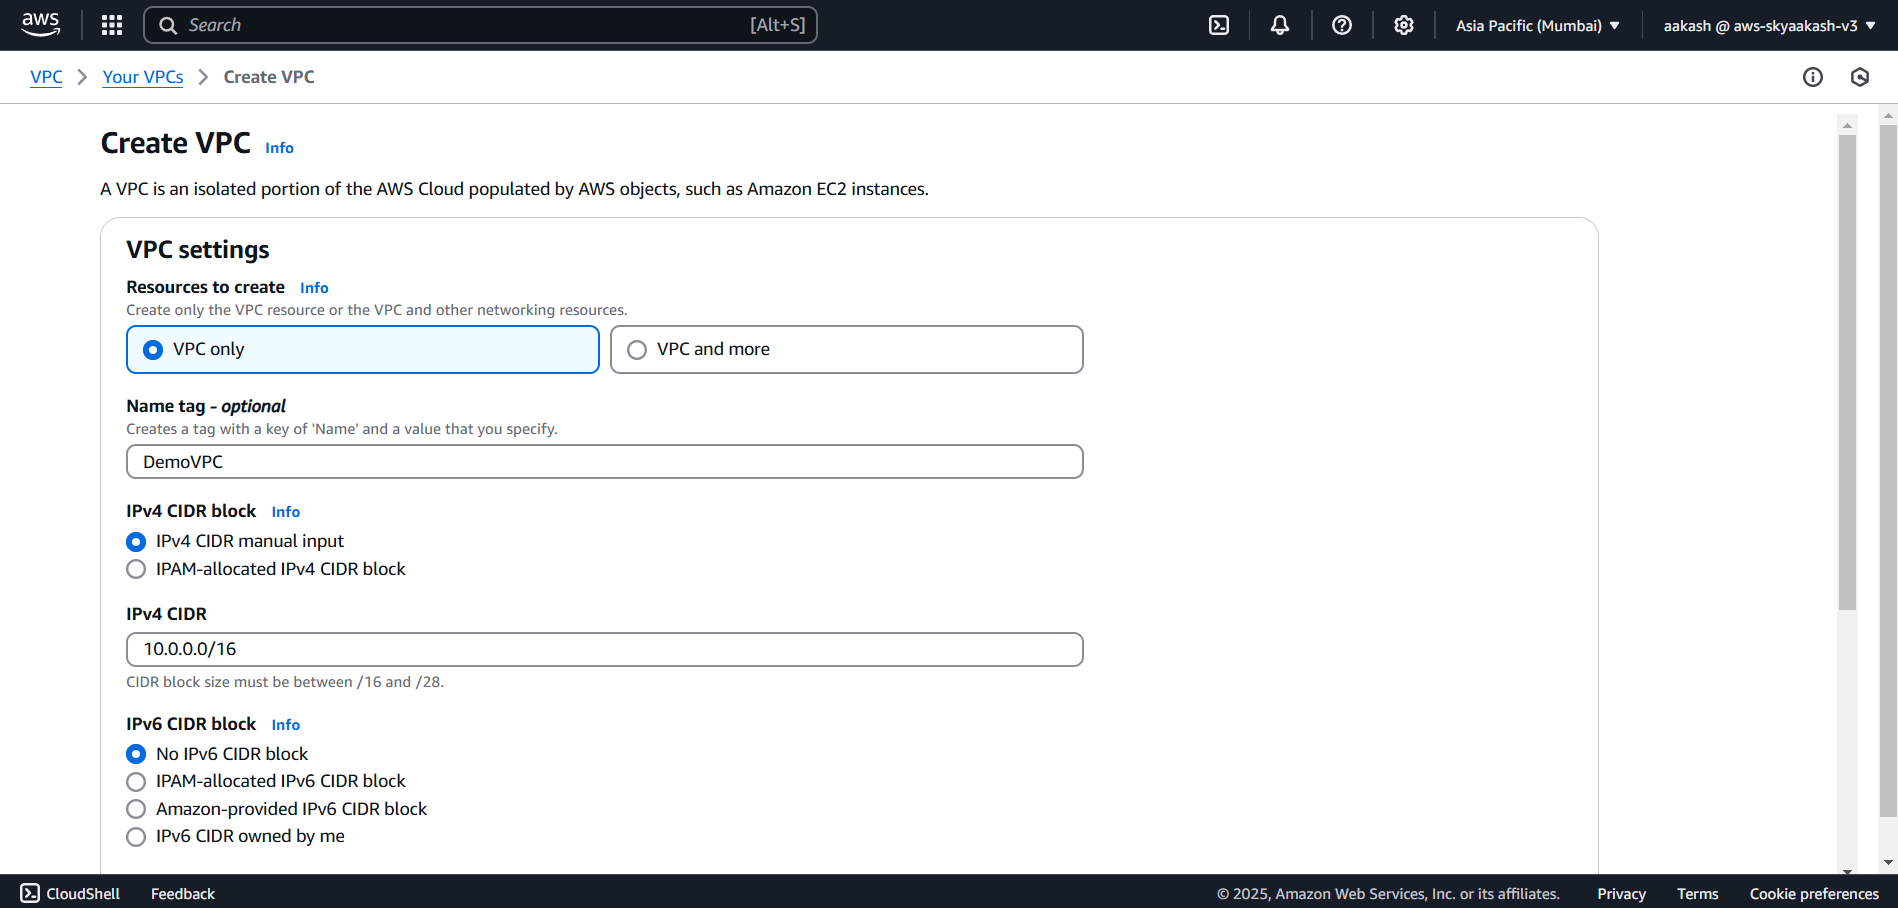 aws
Search [Alt+S]
Asia Pacific (Mumbai) ▼
aakash @ aws-skyaakash-v3 ▼
VPC > Your VPCs > Create VPC
Create VPC Info
A VPC is an isolated portion of the AWS Cloud populated by AWS objects, such as Amazon EC2 instances.
VPC settings
Resources to create Info
Create only the VPC resource or the VPC and other networking resources.
VPC only
VPC and more
Name tag - optional
Creates a tag with a key of 'Name' and a value that you specify.
DemoVPC
IPv4 CIDR block Info
IPv4 CIDR manual input
IPAM-allocated IPv4 CIDR block
IPv4 CIDR
10.0.0.0/16
CIDR block size must be between /16 and /28.
IPv6 CIDR block Info
No IPv6 CIDR block
IPAM-allocated IPv6 CIDR block
Amazon-provided IPv6 CIDR block
IPv6 CIDR owned by me
CloudShell Feedback © 2025, Amazon Web Services, Inc. or its affiliates. Privacy Terms Cookie preferences